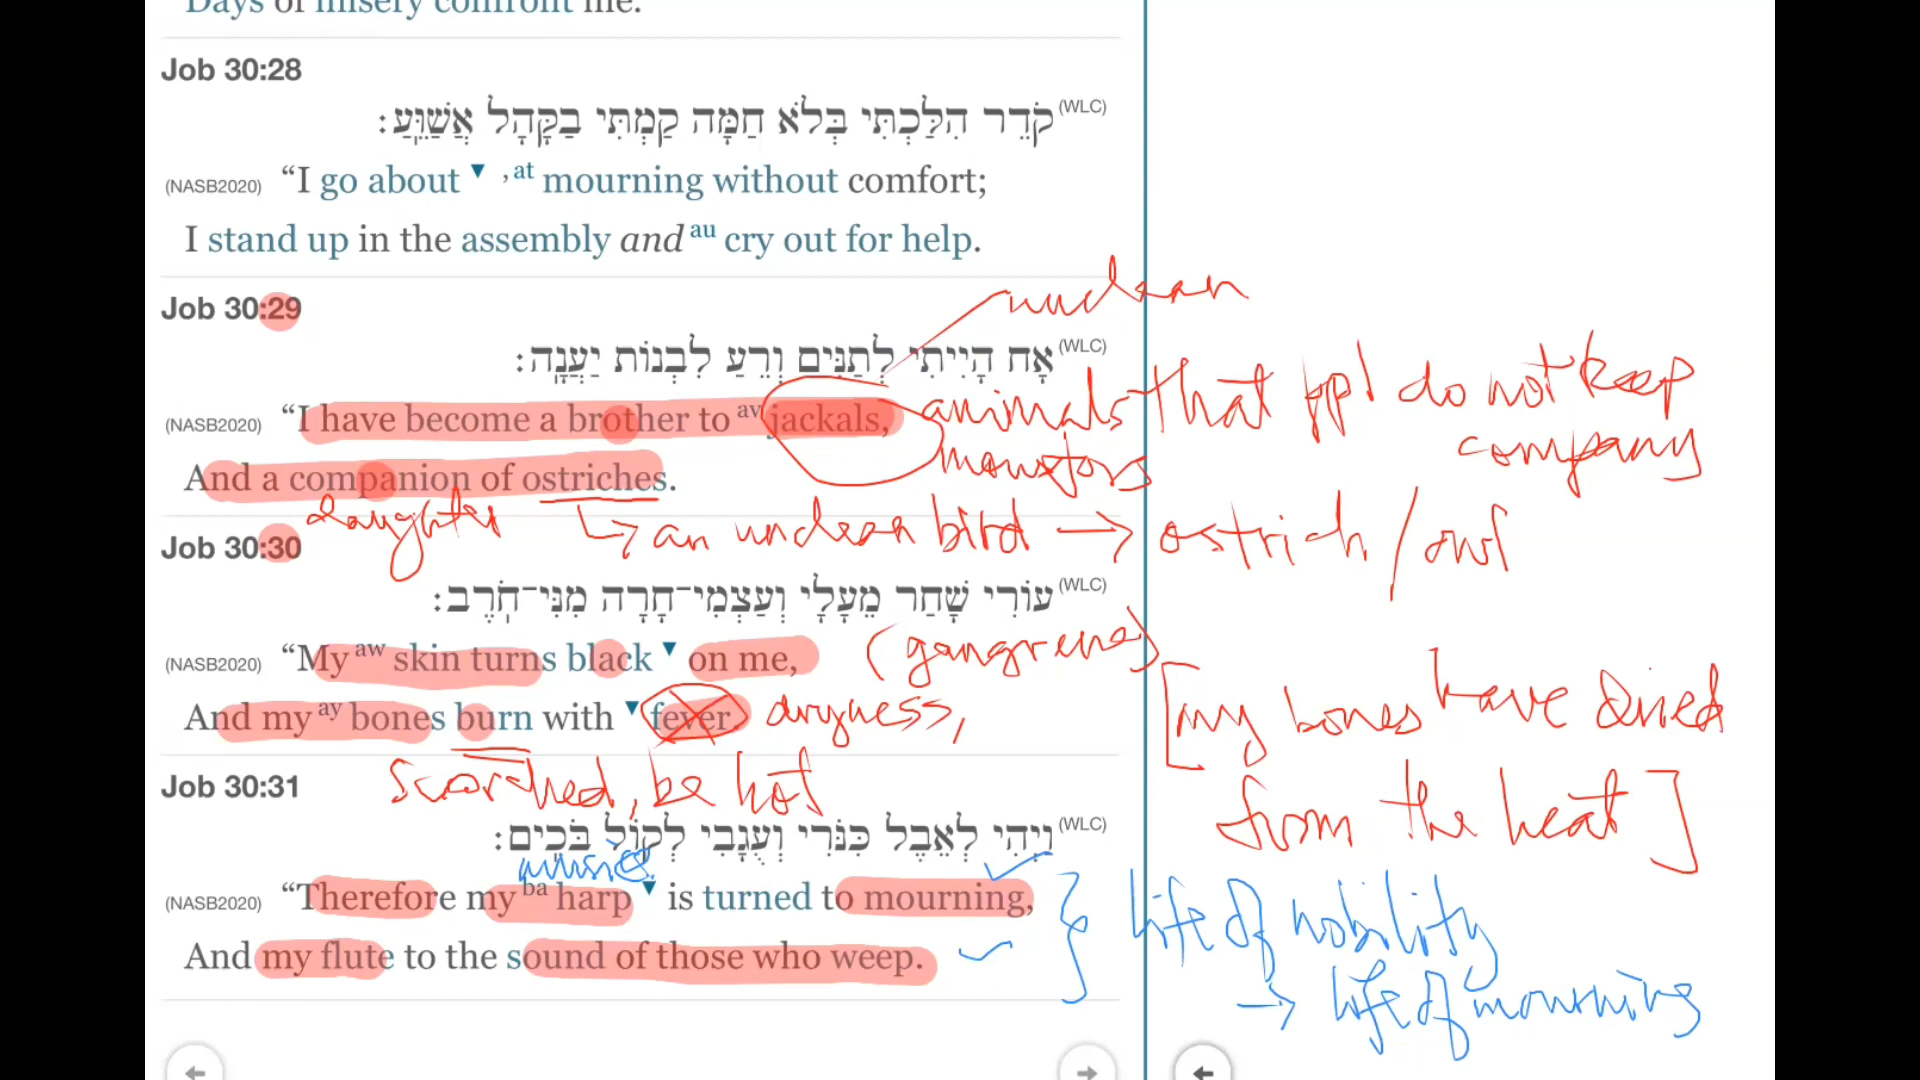 Days of misery confront me.
Job 30:28
קֹדֵר הִלַּכְתִּי בְּלֹא חַמָּה קַמְתִּי בַקָּהָל אֲשַׁוֵּעַ׃ (WLC)
(NASB2020) “I go about ▼ ,at mourning without comfort;
I stand up in the assembly and au cry out for help.
unclean
Job 30:29
אָח הָיִיתִי לְתַנִּים וְרֵעַ לִבְנוֹת יַעֲנָה׃ (WLC)
(NASB2020) “I have become a brother to av jackals,
animals that ppl do not keep
company
monstors
And a companion of ostriches.
daughter ↳ an unclean bird → ostrich / owl
Job 30:30
עוֹרִי שָׁחַר מֵעָלָי וְעַצְמִי־חָרָה מִנִּי־חֹרֶב׃ (WLC)
(NASB2020) “My aw skin turns black ▼ on me,
(gangrene)
And my ay bones burn with ▼ fever.
dryness,
[my bones have dried
from the heat]
scorched, be hot
Job 30:31
וַיְהִי לְאֵבֶל כִּנֹּרִי וְעֻגָבִי לְקוֹל בֹּכִים׃ (WLC)
music
(NASB2020) “Therefore my ba harp ▼ is turned to mourning,
And my flute to the sound of those who weep.
life of nobility
→ life of mourning